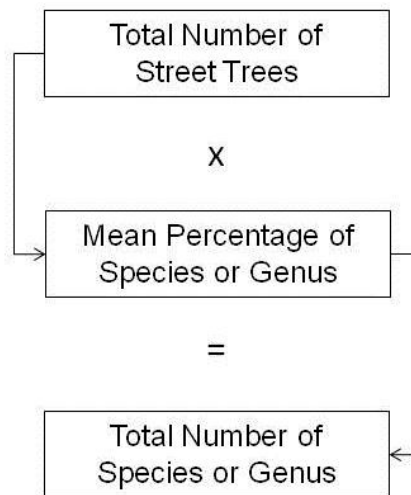 Total Number of
Street Trees
x
Mean Percentage of
Species or Genus
=
Total Number of
Species or Genus